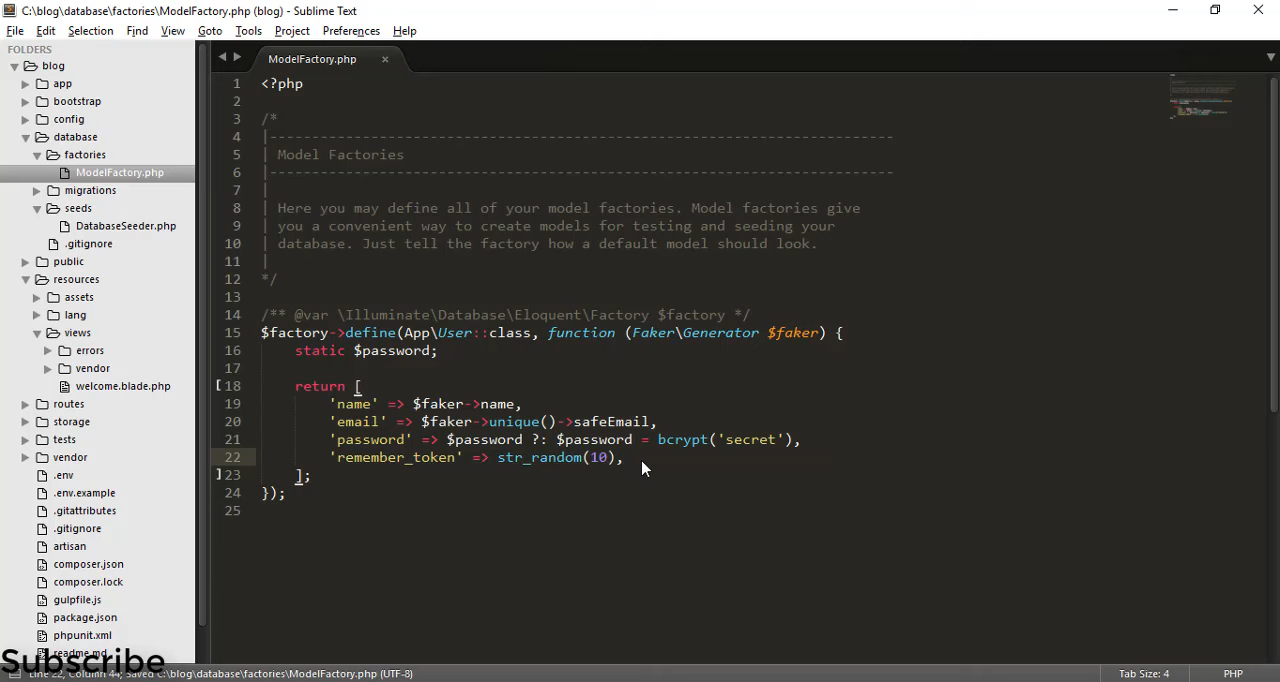 C:\blog\database\factories\ModelFactory.php (blog) - Sublime Text
File Edit Selection Find View Goto Tools Project Preferences Help
FOLDERS
blog
app
bootstrap
config
database
factories
ModelFactory.php
migrations
seeds
DatabaseSeeder.php
.gitignore
public
resources
assets
lang
views
errors
vendor
welcome.blade.php
routes
storage
tests
vendor
.env
.env.example
.gitattributes
.gitignore
artisan
composer.json
composer.lock
gulpfile.js
package.json
phpunit.xml
readme.md
Subscribe
ModelFactory.php ×
1 <?php
2
3 /*
4 |--------------------------------------------------------------------------
5 | Model Factories
6 |--------------------------------------------------------------------------
7 |
8 | Here you may define all of your model factories. Model factories give
9 | you a convenient way to create models for testing and seeding your
10 | database. Just tell the factory how a default model should look.
11 |
12 */
13
14 /** @var \Illuminate\Database\Eloquent\Factory $factory */
15 $factory->define(App\User::class, function (Faker\Generator $faker) {
16 static $password;
17
18 return [
19 'name' => $faker->name,
20 'email' => $faker->unique()->safeEmail,
21 'password' => $password ?: $password = bcrypt('secret'),
22 'remember_token' => str_random(10),
23 ];
24 });
25
Line 22, Column 44; Saved C:\blog\database\factories\ModelFactory.php (UTF-8)
Tab Size: 4
PHP